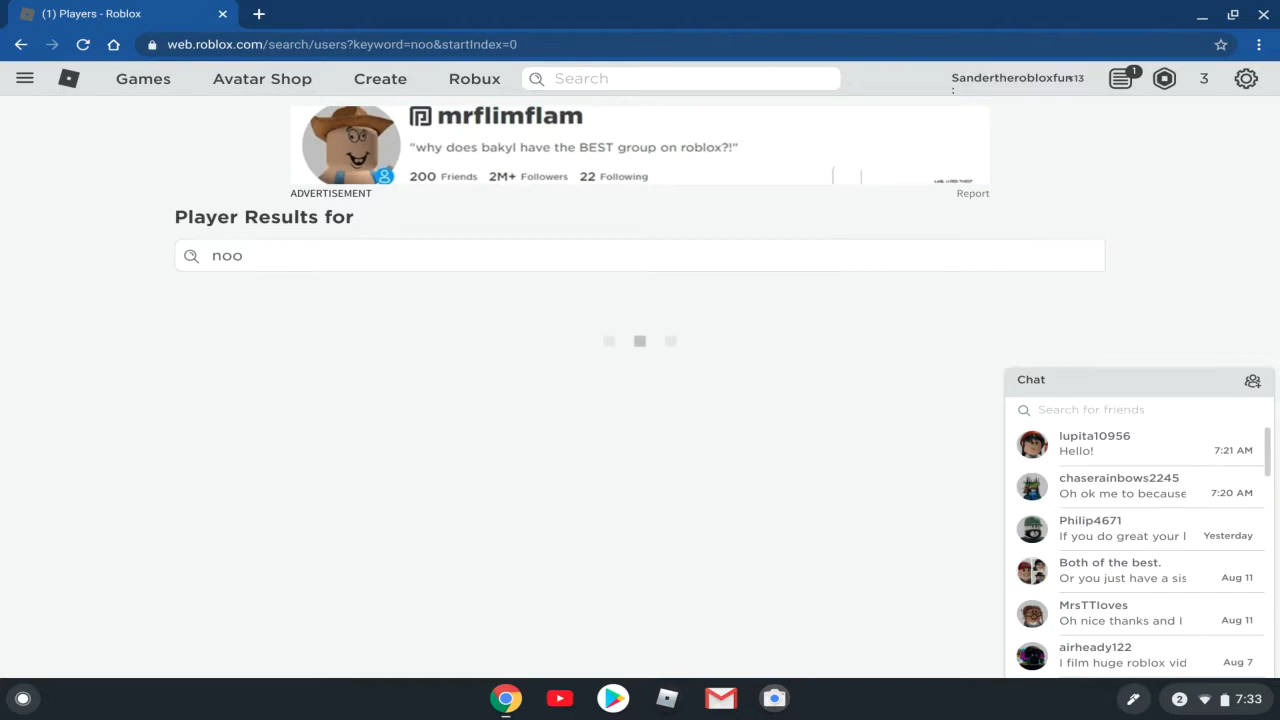 (1) Players - Roblox
web.roblox.com/search/users?keyword=noo&startIndex=0
Games Avatar Shop Create Robux Search Sandertherobloxfun13 1 3
:
mrflimflam
"why does bakyl have the BEST group on roblox?!"
200 Friends 2M+ Followers 22 Following
ADVERTISEMENT Report
Player Results for
noo
Chat
Search for friends
lupita10956
Hello! 7:21 AM
chaserainbows2245
Oh ok me to because 7:20 AM
Philip4671
If you do great your l Yesterday
Both of the best.
Or you just have a sis Aug 11
MrsTTIoves
Oh nice thanks and I Aug 11
airheady122
I film huge roblox vid Aug 7
2 7:33